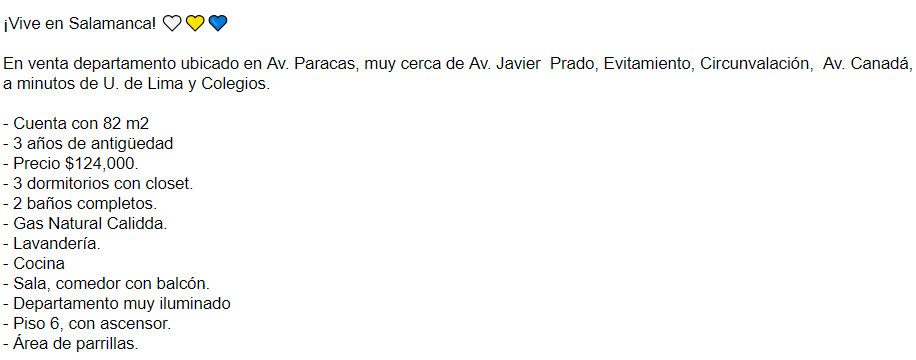 ¡Vive en Salamanca! 🤍💛💙
En venta departamento ubicado en Av. Paracas, muy cerca de Av. Javier  Prado, Evitamiento, Circunvalación,  Av. Canadá,
a minutos de U. de Lima y Colegios.
- Cuenta con 82 m2
- 3 años de antigüedad
- Precio $124,000.
- 3 dormitorios con closet.
- 2 baños completos.
- Gas Natural Calidda.
- Lavandería.
- Cocina
- Sala, comedor con balcón.
- Departamento muy iluminado
- Piso 6, con ascensor.
- Área de parrillas.